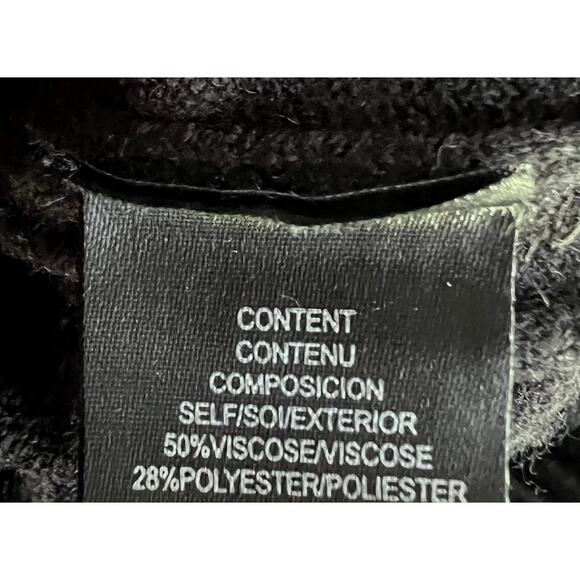 CONTENT
CONTENU
COMPOSICION
SELF/SOI/EXTERIOR
50%VISCOSE/VISCOSE
28%POLYESTER/POLIESTER